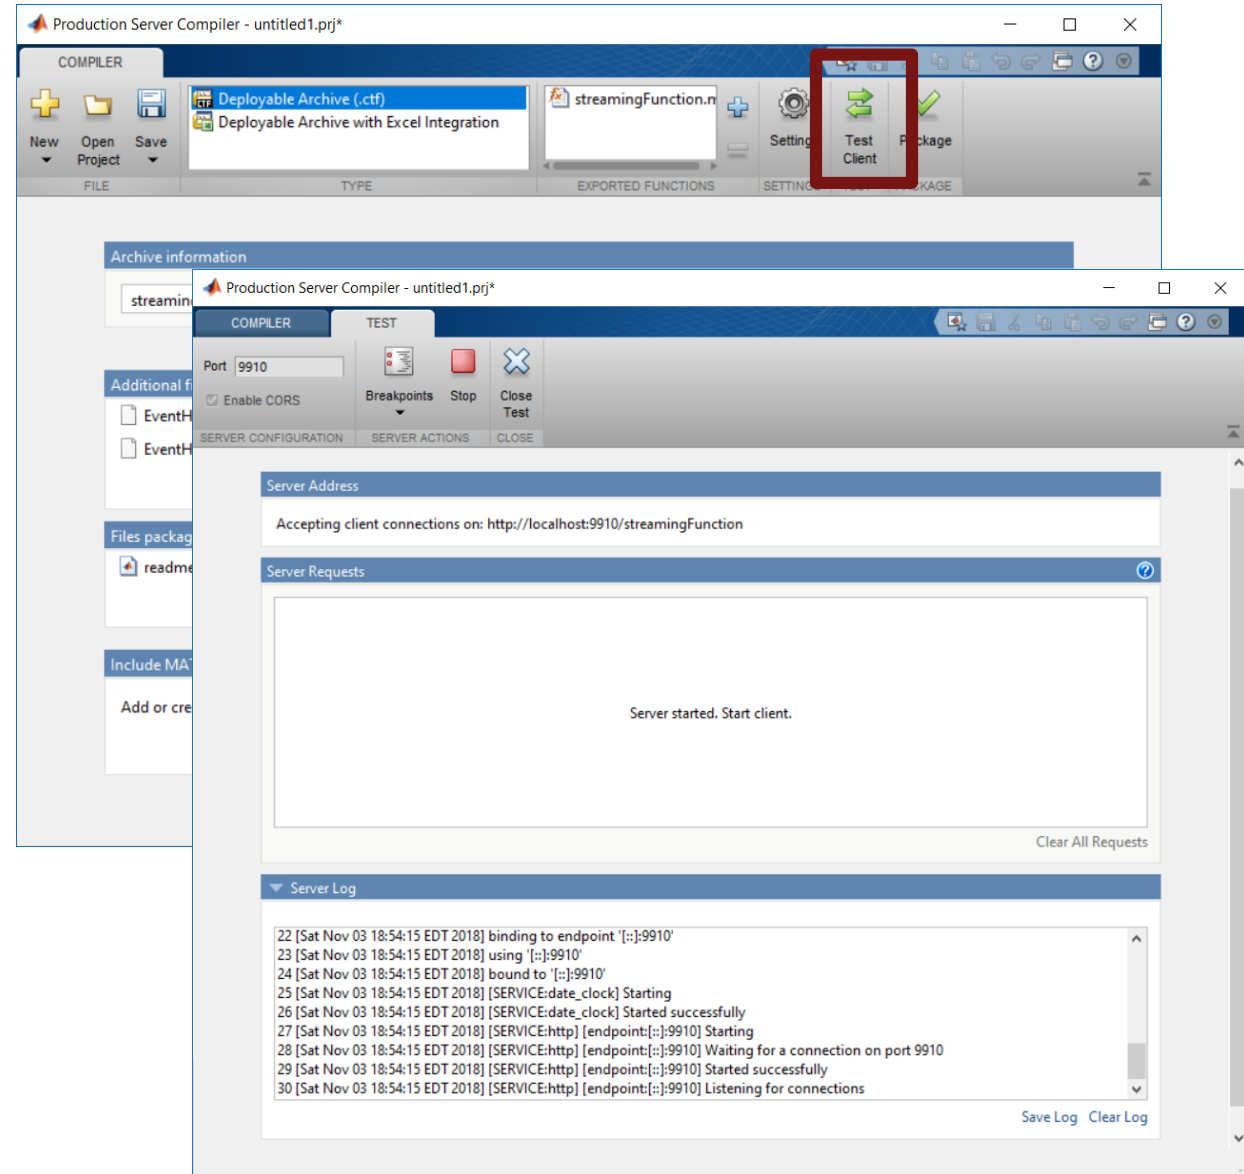 Production Server Compiler - untitled1.prj*
COMPILER
New
Open Project
Save
FILE
Deployable Archive (.ctf)
Deployable Archive with Excel Integration
TYPE
streamingFunction.m
EXPORTED FUNCTIONS
Test Client
Archive information
Additional
Include
Add or cre
Production Server Compiler - untitled1.prj*
COMPILER TEST
Port 9910
Enable CORS
SERVER CONFIGURATION
Breakpoints
Stop
SERVER ACTIONS
Close Test
CLOSE
Server Address
Accepting client connections on: http://localhost:9910/streamingFunction
Server Requests
Server started. Start client.
Clear All Requests
Server Log
22 [Sat Nov 03 18:54:15 EDT 2018] binding to endpoint '[::]:9910'
23 [Sat Nov 03 18:54:15 EDT 2018] using '[::]:9910'
24 [Sat Nov 03 18:54:15 EDT 2018] bound to '[::]:9910'
25 [Sat Nov 03 18:54:15 EDT 2018] [SERVICE:date_clock] Starting
26 [Sat Nov 03 18:54:15 EDT 2018] [SERVICE:date_clock] Started successfully
27 [Sat Nov 03 18:54:15 EDT 2018] [SERVICE:http] [endpoint:[::]:9910] Starting
28 [Sat Nov 03 18:54:15 EDT 2018] [SERVICE:http] [endpoint:[::]:9910] Waiting for a connection on port 9910
29 [Sat Nov 03 18:54:15 EDT 2018] [SERVICE:http] [endpoint:[::]:9910] Started successfully
30 [Sat Nov 03 18:54:15 EDT 2018] [SERVICE:http] [endpoint:[::]:9910] Listening for connections
Save Log Clear Log